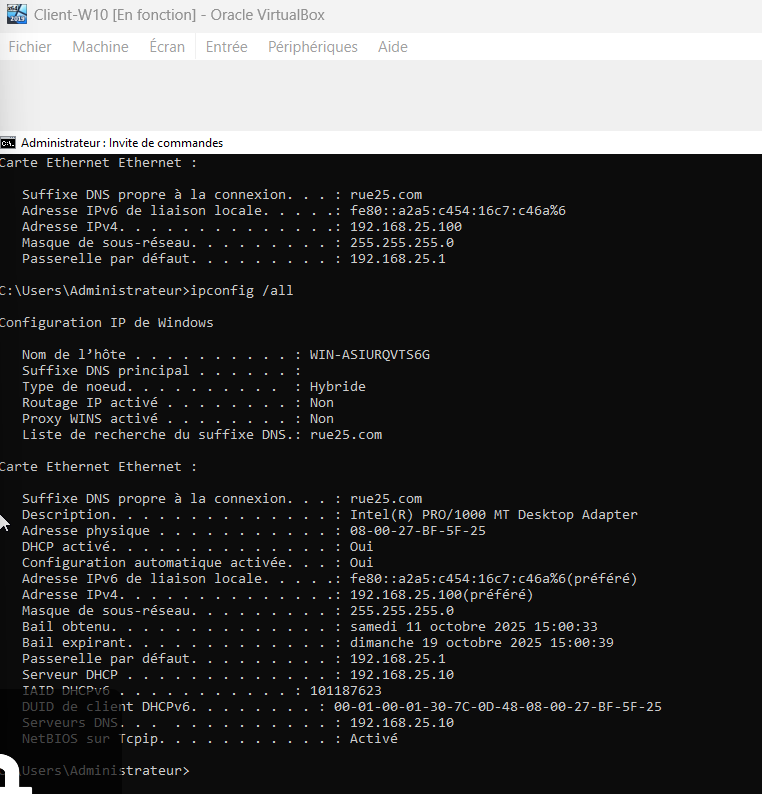 Client-W10 [En fonction] - Oracle VirtualBox
Fichier Machine Écran Entrée Périphériques Aide
Administrateur : Invite de commandes
Carte Ethernet Ethernet :
Suffixe DNS propre à la connexion. . . : rue25.com
Adresse IPv6 de liaison locale. . . . .: fe80::a2a5:c454:16c7:c46a%6
Adresse IPv4. . . . . . . . . . . . . .: 192.168.25.100
Masque de sous-réseau. . . . . . . . . : 255.255.255.0
Passerelle par défaut. . . . . . . . . : 192.168.25.1
C:\Users\Administrateur>ipconfig /all
Configuration IP de Windows
Nom de l’hôte . . . . . . . . . . : WIN-ASIURQVTS6G
Suffixe DNS principal . . . . . . :
Type de noeud. . . . . . . . . . : Hybride
Routage IP activé . . . . . . . . : Non
Proxy WINS activé . . . . . . . . : Non
Liste de recherche du suffixe DNS.: rue25.com
Carte Ethernet Ethernet :
Suffixe DNS propre à la connexion. . . : rue25.com
Description. . . . . . . . . . . . . . : Intel(R) PRO/1000 MT Desktop Adapter
Adresse physique . . . . . . . . . . . : 08-00-27-BF-5F-25
DHCP activé. . . . . . . . . . . . . . : Oui
Configuration automatique activée. . . : Oui
Adresse IPv6 de liaison locale. . . . .: fe80::a2a5:c454:16c7:c46a%6(préféré)
Adresse IPv4. . . . . . . . . . . . . .: 192.168.25.100(préféré)
Masque de sous-réseau. . . . . . . . . : 255.255.255.0
Bail obtenu. . . . . . . . . . . . . . : samedi 11 octobre 2025 15:00:33
Bail expirant. . . . . . . . . . . . . : dimanche 19 octobre 2025 15:00:39
Passerelle par défaut. . . . . . . . . : 192.168.25.1
Serveur DHCP . . . . . . . . . . . . . : 192.168.25.10
IAID DHCPv6 . . . . . . . . . . . : 101187623
DUID de client DHCPv6. . . . . . . . : 00-01-00-01-30-7C-0D-48-08-00-27-BF-5F-25
Serveurs DNS. . . . . . . . . . . . . : 192.168.25.10
NetBIOS sur Tcpip. . . . . . . . . . . : Activé
\Users\Administrateur>